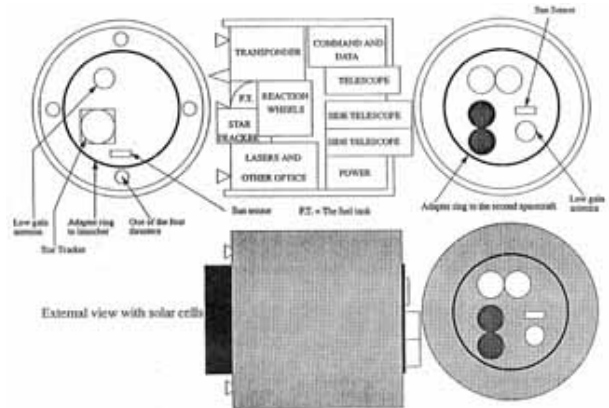 Sun Sensor
TRANSPONDER
COMMAND AND
DATA
TELESCOPE
F.T.
REACTION
WHEELS
STAR
TRACKER
SIDE TELESCOPE
SIDE TELESCOPE
LASERS AND
OTHER OPTICS
POWER
Low gain
antenna
Adapter ring
to launcher
One of the four
thrusters
Sun sensor
F.T. = The fuel tank
Adapter ring to the second spacecraft
Low gain
antenna
Star Tracker
External view with solar cells